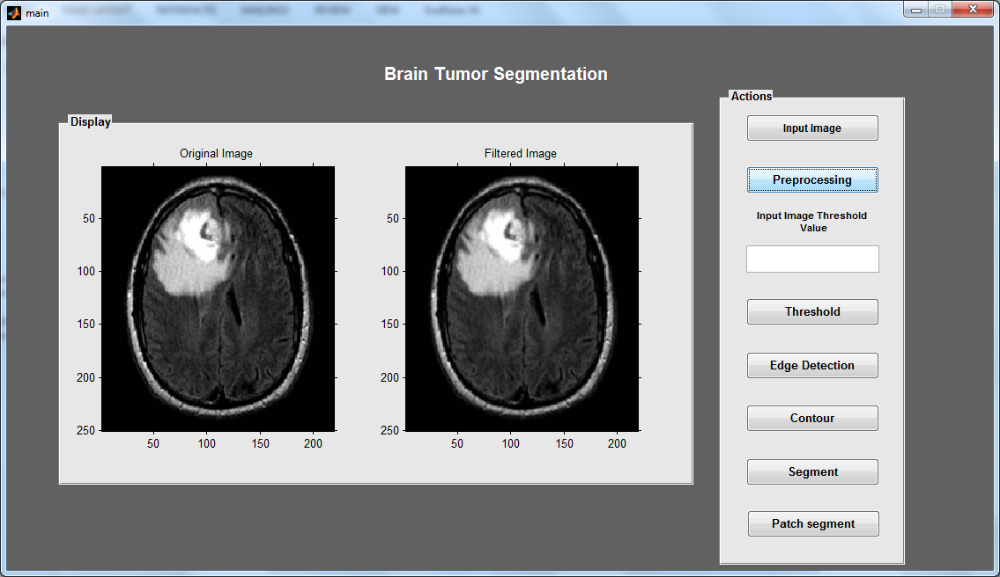 main
Brain Tumor Segmentation
Display
Original Image
50
100
150
200
250
50
100
150
200
Filtered Image
50
100
150
200
250
50
100
150
200
Actions
Input Image
Preprocessing
Input Image Threshold
Value
Threshold
Edge Detection
Contour
Segment
Patch segment